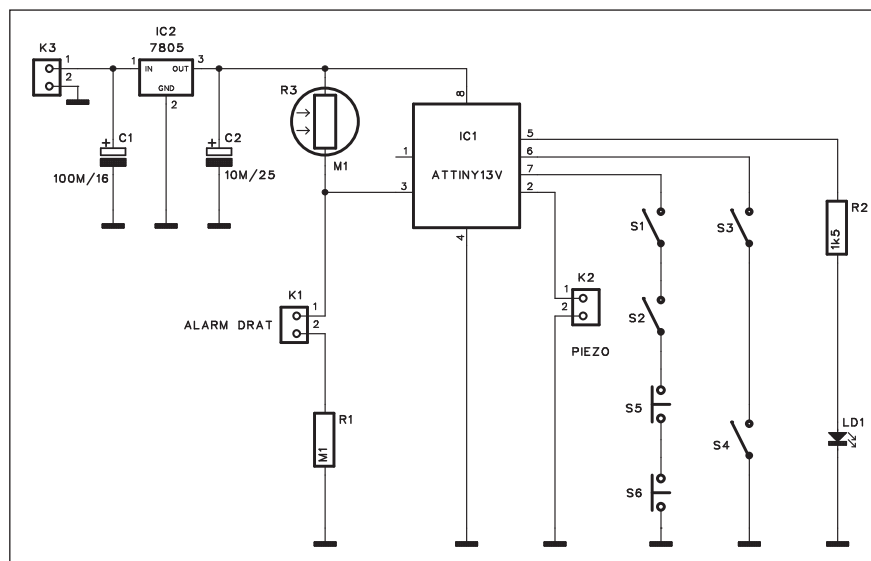 K3
1
2
IC2
7805
1
IN
OUT
3
GND
2
+
C1
100M/16
+
C2
10M/25
R3
M1
8
IC1
ATTINY13V
1
3
4
5
6
7
2
K1
1
2
ALARM DRAT
R1
M1
K2
1
2
PIEZO
S1
S2
S5
S6
S3
S4
R2
1k5
LD1